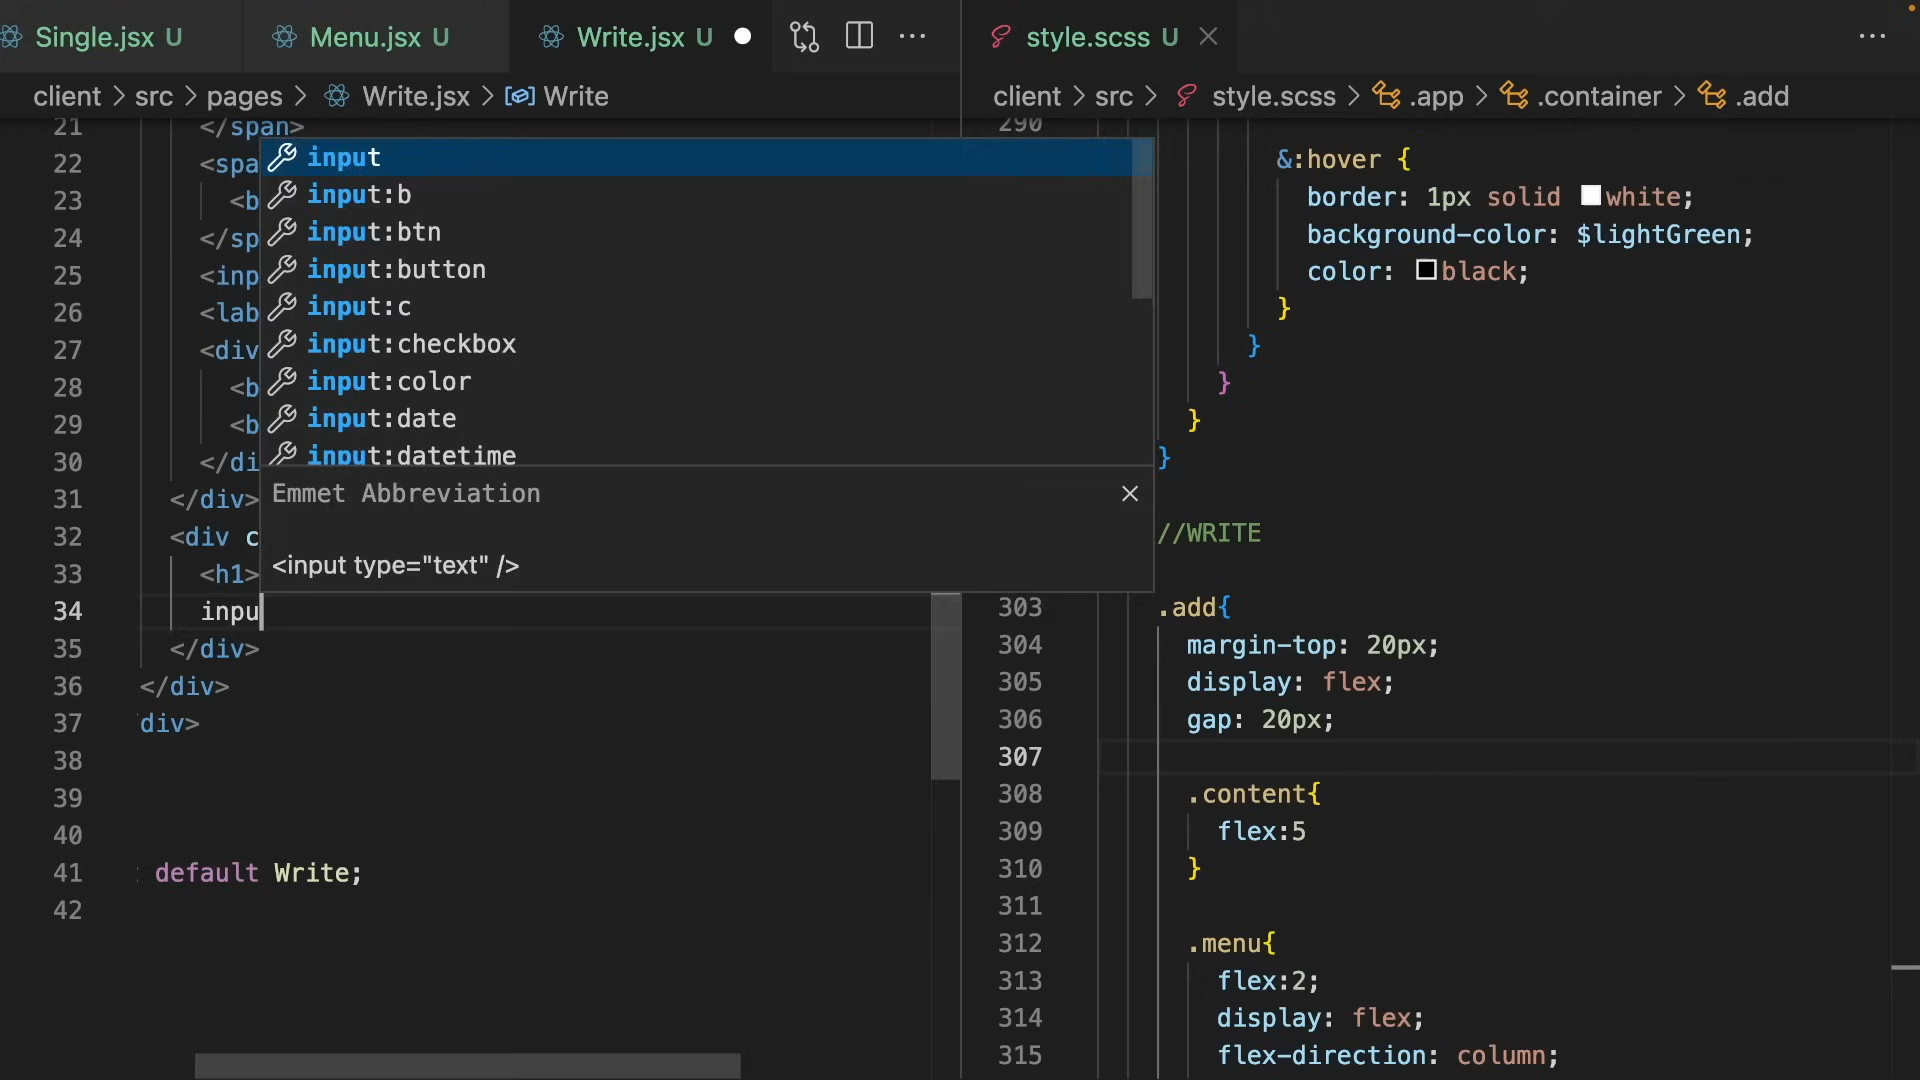 Single.jsx U Menu.jsx U Write.jsx U
client > src > pages > Write.jsx > Write
21 </span>
22 <spa
23 <b
24 </sp
25 <inp
26 <lab
27 <div
28 <b
29 <b
30 </di
31 </div>
32 <div c
33 <h1>
34 inpu
35 </div>
36 </div>
37 div>
38
39
40
41 default Write;
42
input
input:b
input:btn
input:button
input:c
input:checkbox
input:color
input:date
input:datetime
Emmet Abbreviation
<input type="text" />
style.scss U
client > src > style.scss > .app > .container > .add
290
&:hover {
border: 1px solid white;
background-color: $lightGreen;
color: black;
}
}
}
}
}
//WRITE
303 .add{
304 margin-top: 20px;
305 display: flex;
306 gap: 20px;
307
308 .content{
309 flex:5
310 }
311
312 .menu{
313 flex:2;
314 display: flex;
315 flex-direction: column;